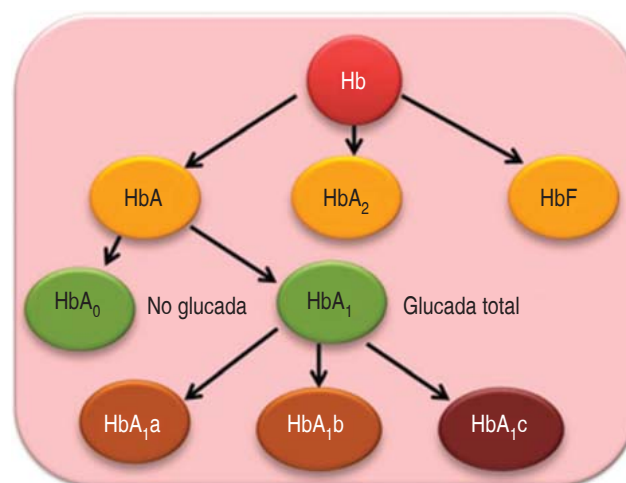 Hb
HbA HbA₂ HbF
HbA₀ No glucada HbA₁ Glucada total
HbA₁a HbA₁b HbA₁c